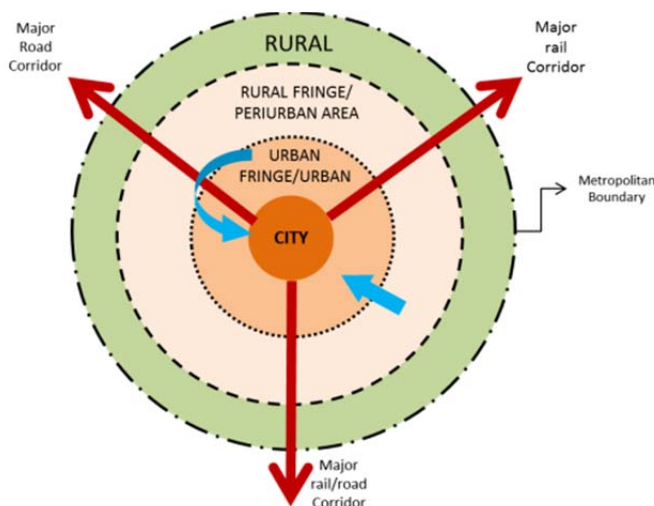 Major
Road
Corridor
RURAL
Major
rail
Corridor
RURAL FRINGE/
PERIURBAN AREA
URBAN
FRINGE/URBAN
Metropolitan
Boundary
CITY
Major
rail/road
Corridor